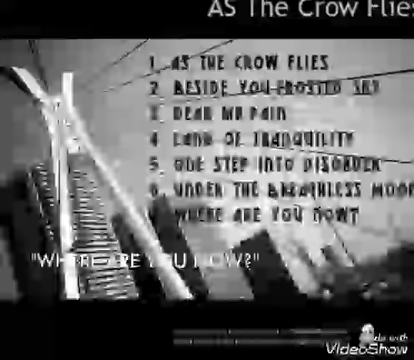 AS The Crow Flies
1. AS THE CROW FLIES
2. BESIDE YOU-FROSTED SKY
3. DEAR MR PAIN
4. LAND OF TRANQUILITY
5. ONE STEP INTO DISORDER
6. UNDER THE BREATHLESS MOON
WHERE ARE YOU NOW?
"WHERE ARE YOU NOW?"
Made with
VideoShow